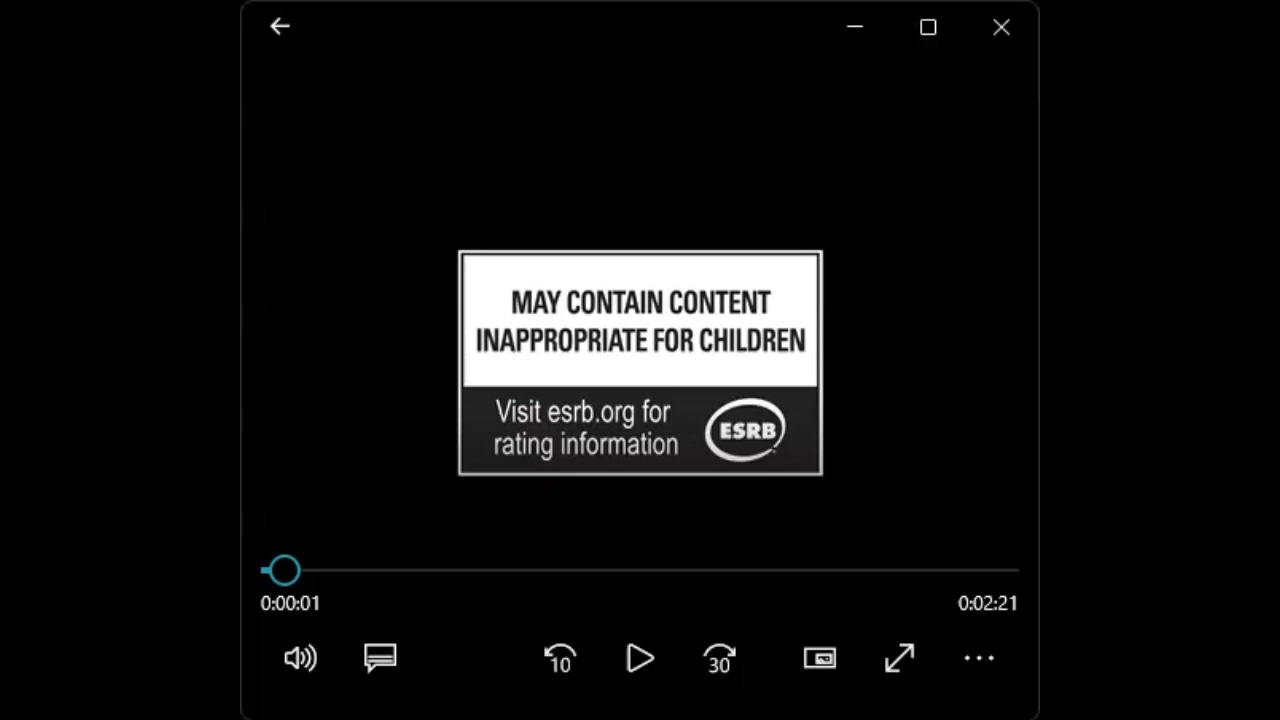 MAY CONTAIN CONTENT
INAPPROPRIATE FOR CHILDREN
Visit esrb.org for
rating information
ESRB
0:00:01
0:02:21
10
30